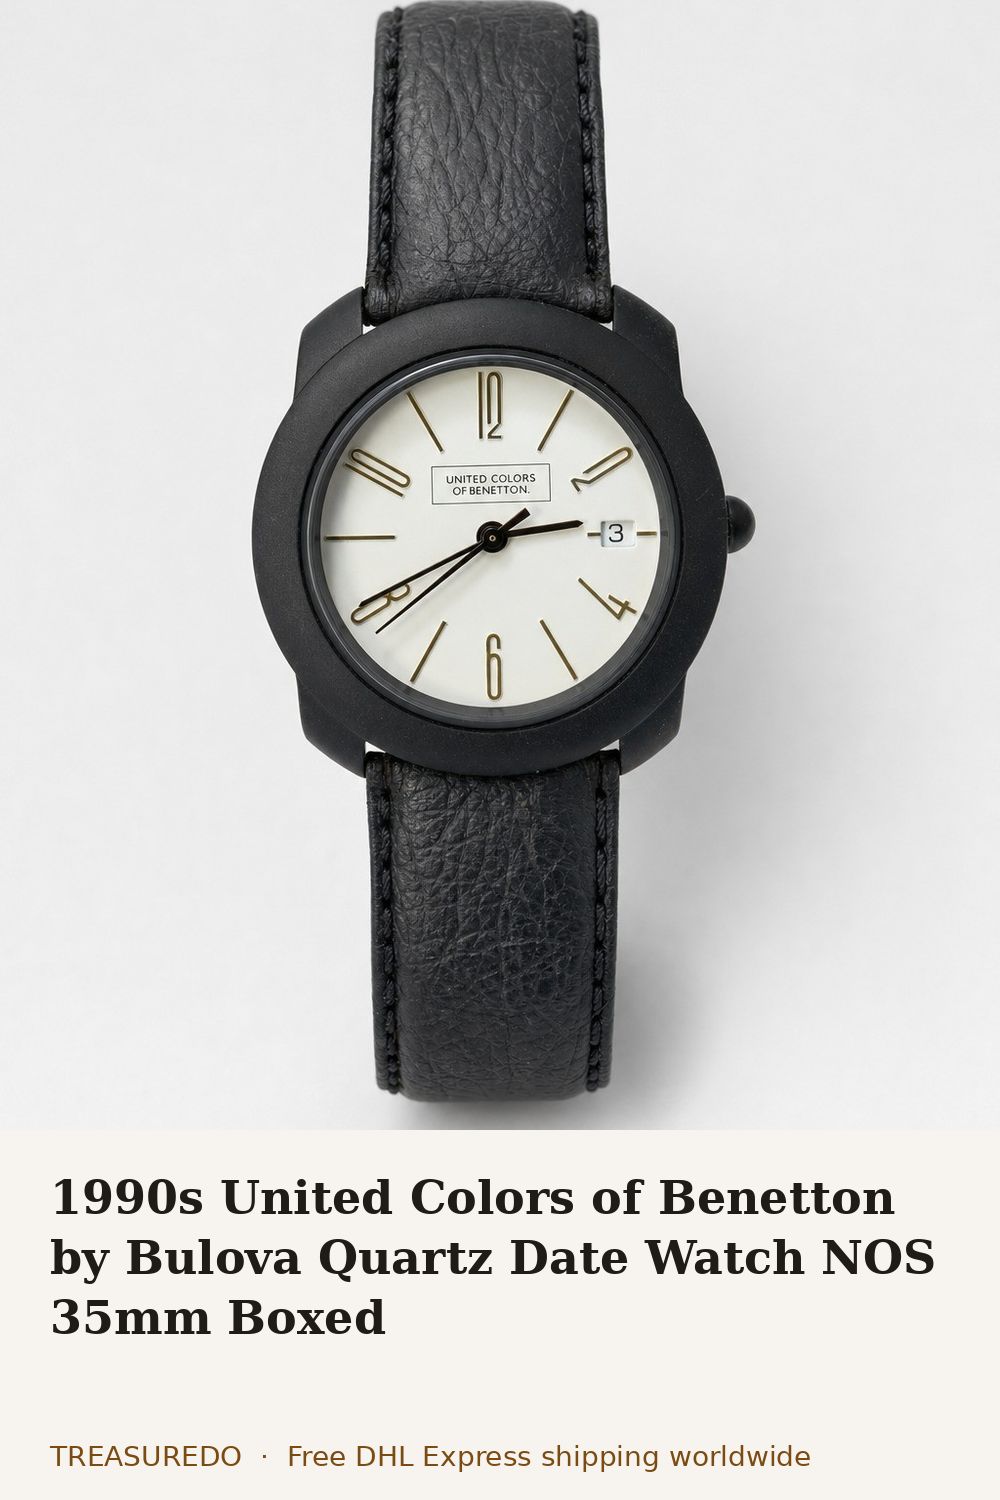 12
10
2
UNITED COLORS
OF BENETTON.
3
8
4
6
1990s United Colors of Benetton
by Bulova Quartz Date Watch NOS
35mm Boxed
TREASUREDO · Free DHL Express shipping worldwide